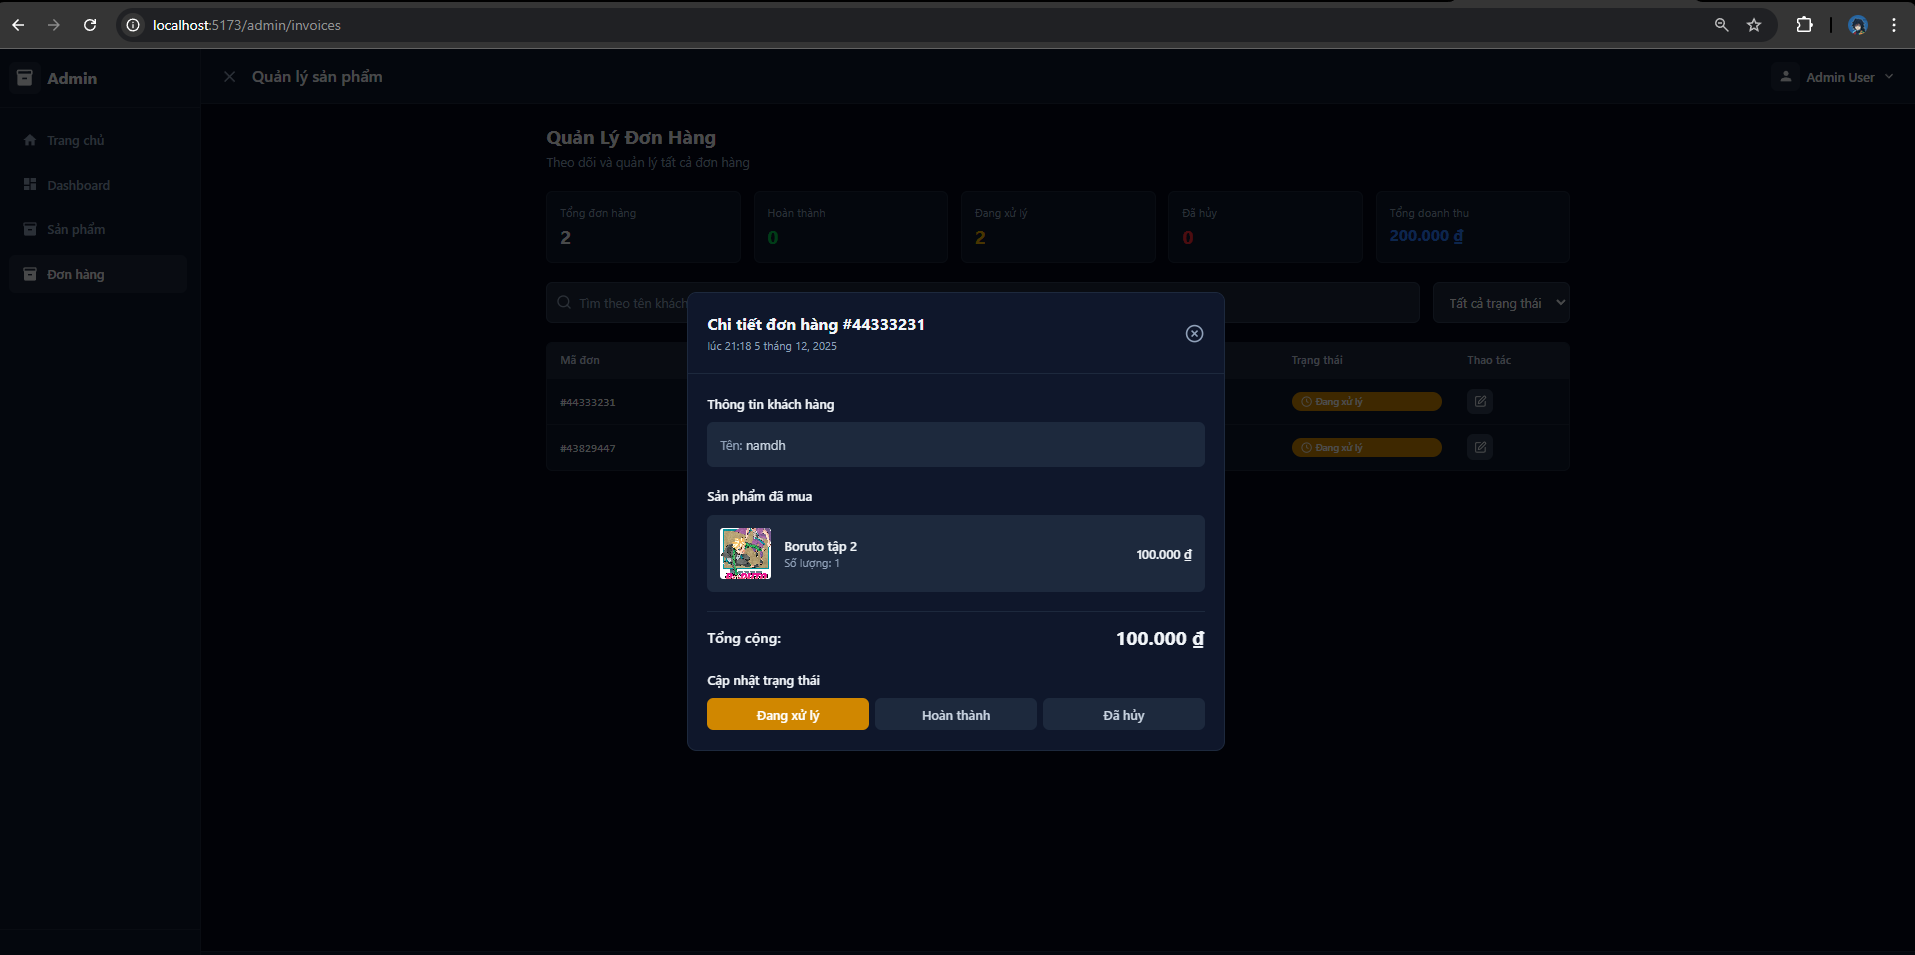 localhost:5173/admin/invoices
Admin
Quản lý sản phẩm
Admin User
Trang chủ
Dashboard
Sản phẩm
Đơn hàng
Quản Lý Đơn Hàng
Theo dõi và quản lý tất cả đơn hàng
Tổng đơn hàng
2
Hoàn thành
0
Đang xử lý
2
Đã hủy
0
Tổng doanh thu
200.000 ₫
Tìm theo tên khách
Tất cả trạng thái
Mã đơn
Trạng thái
Thao tác
#44333231
Đang xử lý
#43829447
Đang xử lý
Chi tiết đơn hàng #44333231
lúc 21:18 5 tháng 12, 2025
Thông tin khách hàng
Tên: namdh
Sản phẩm đã mua
Boruto tập 2
Số lượng: 1
100.000 ₫
Tổng cộng:
100.000 ₫
Cập nhật trạng thái
Đang xử lý
Hoàn thành
Đã hủy